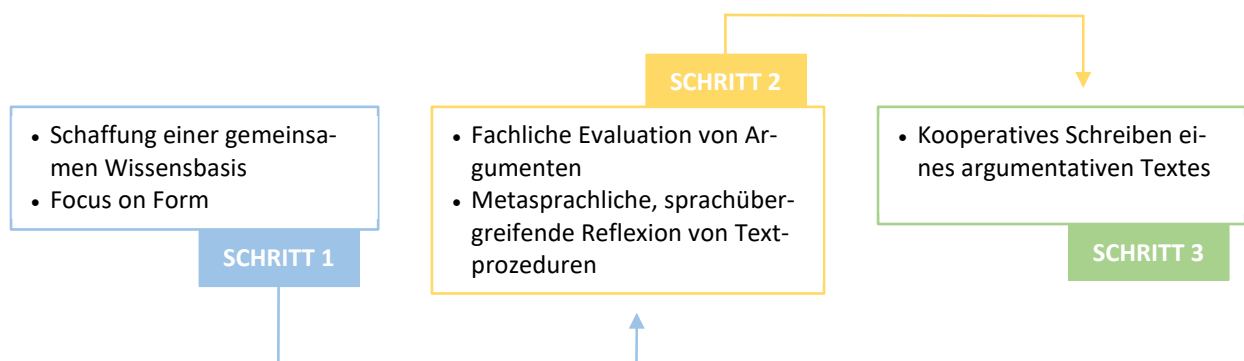 • Schaffung einer gemeinsa-
men Wissensbasis
• Focus on Form
SCHRITT 1
SCHRITT 2
• Fachliche Evaluation von Ar-
gumenten
• Metasprachliche, sprachüber-
greifende Reflexion von Text-
prozeduren
• Kooperatives Schreiben ei-
nes argumentativen Textes
SCHRITT 3